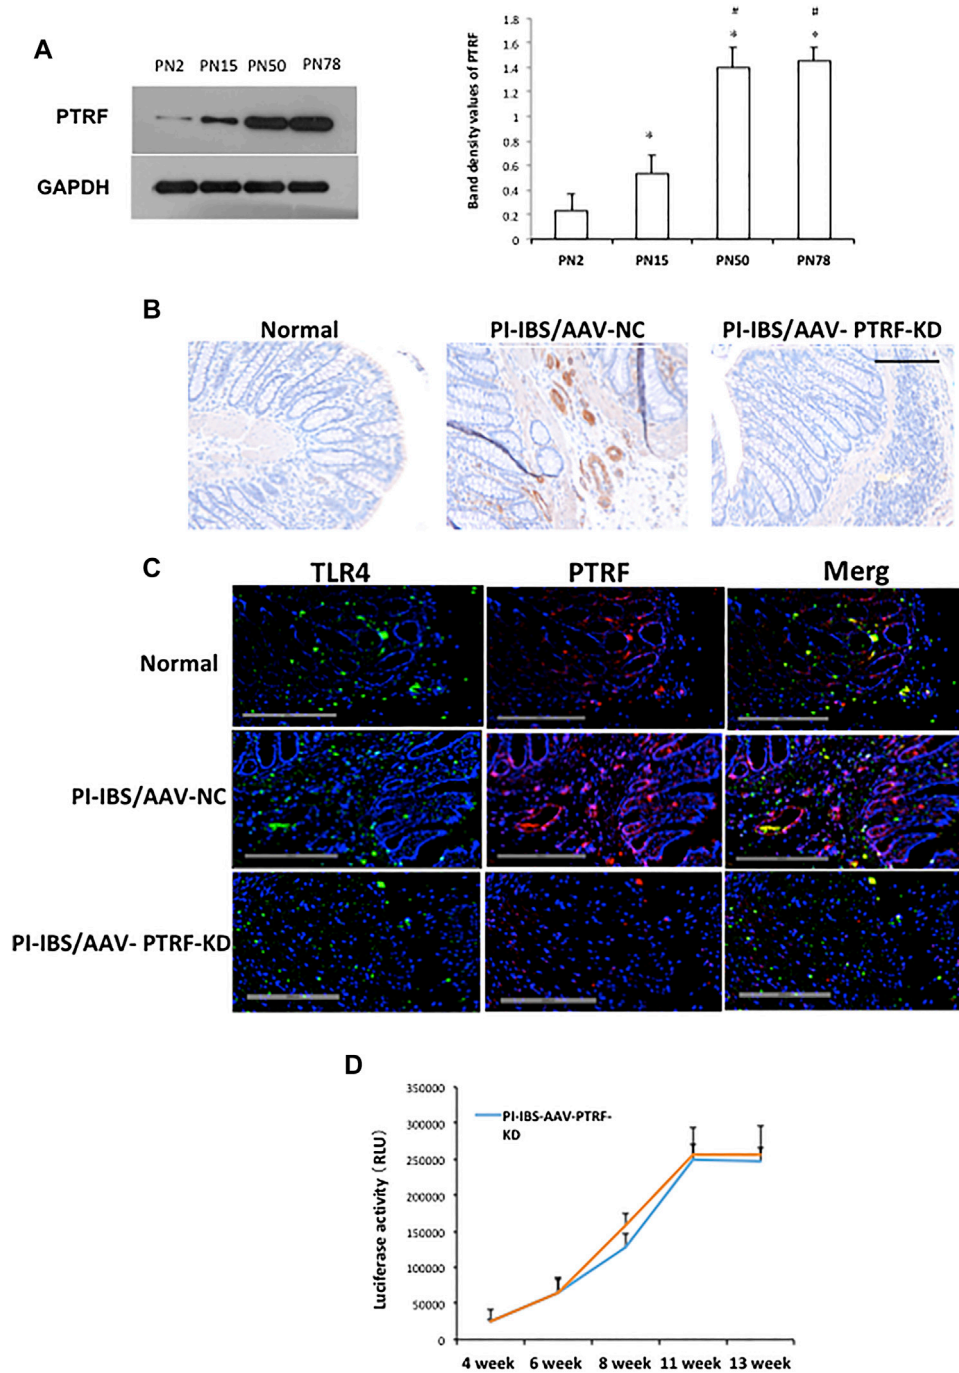 A
PN2 PN15 PN50 PN78
PTRF
GAPDH
Band density values of PTRF
1.8
1.6
1.4
1.2
1
0.8
0.6
0.4
0.2
0
*
# *
# *
PN2 PN15 PN50 PN78
B
Normal PI-IBS/AAV-NC PI-IBS/AAV- PTRF-KD
C
TLR4 PTRF Merg
Normal
PI-IBS/AAV-NC
PI-IBS/AAV- PTRF-KD
D
Luciferase activity (RLU)
350000
300000
250000
200000
150000
100000
50000
0
PI-IBS-AAV-PTRF-
KD
4 week 6 week 8 week 11 week 13 week